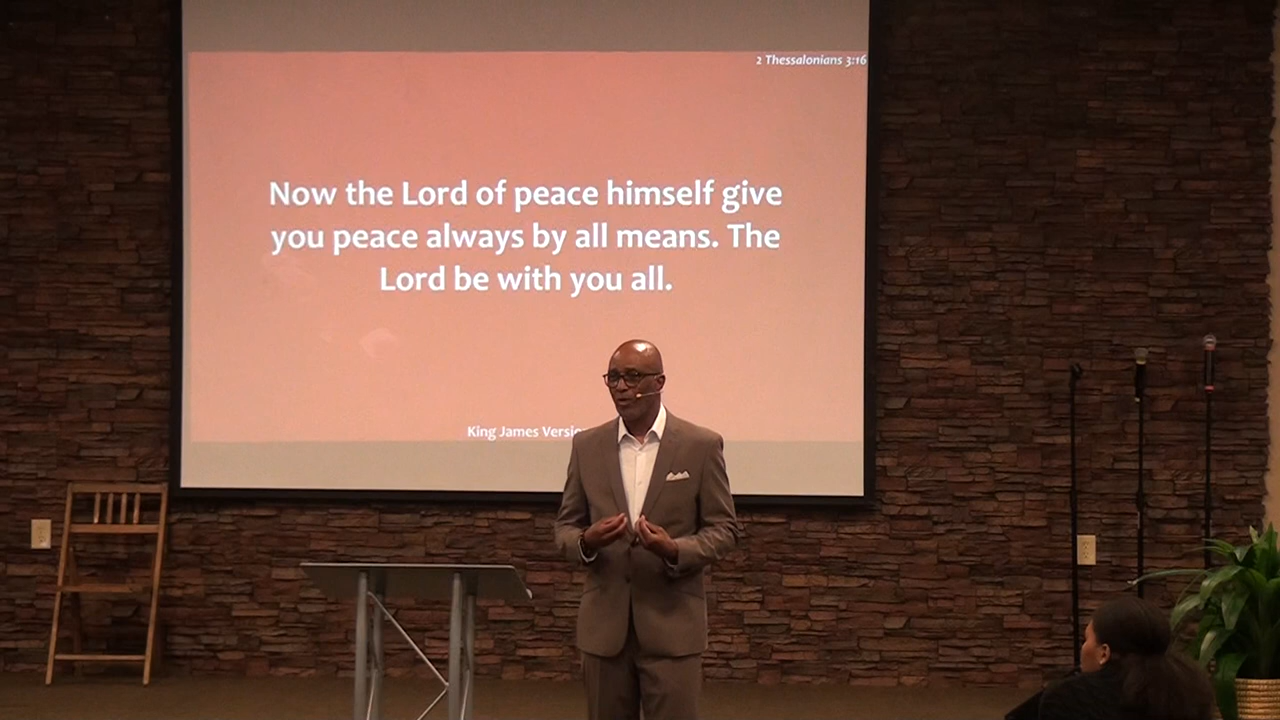 2 Thessalonians 3:16
Now the Lord of peace himself give
you peace always by all means. The
Lord be with you all.
King James Version